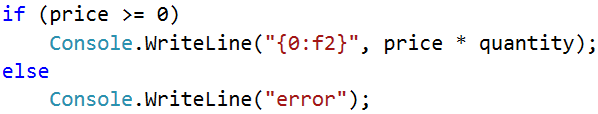 if (price >= 0)
    Console.WriteLine("{0:f2}", price * quantity);
else
    Console.WriteLine("error");